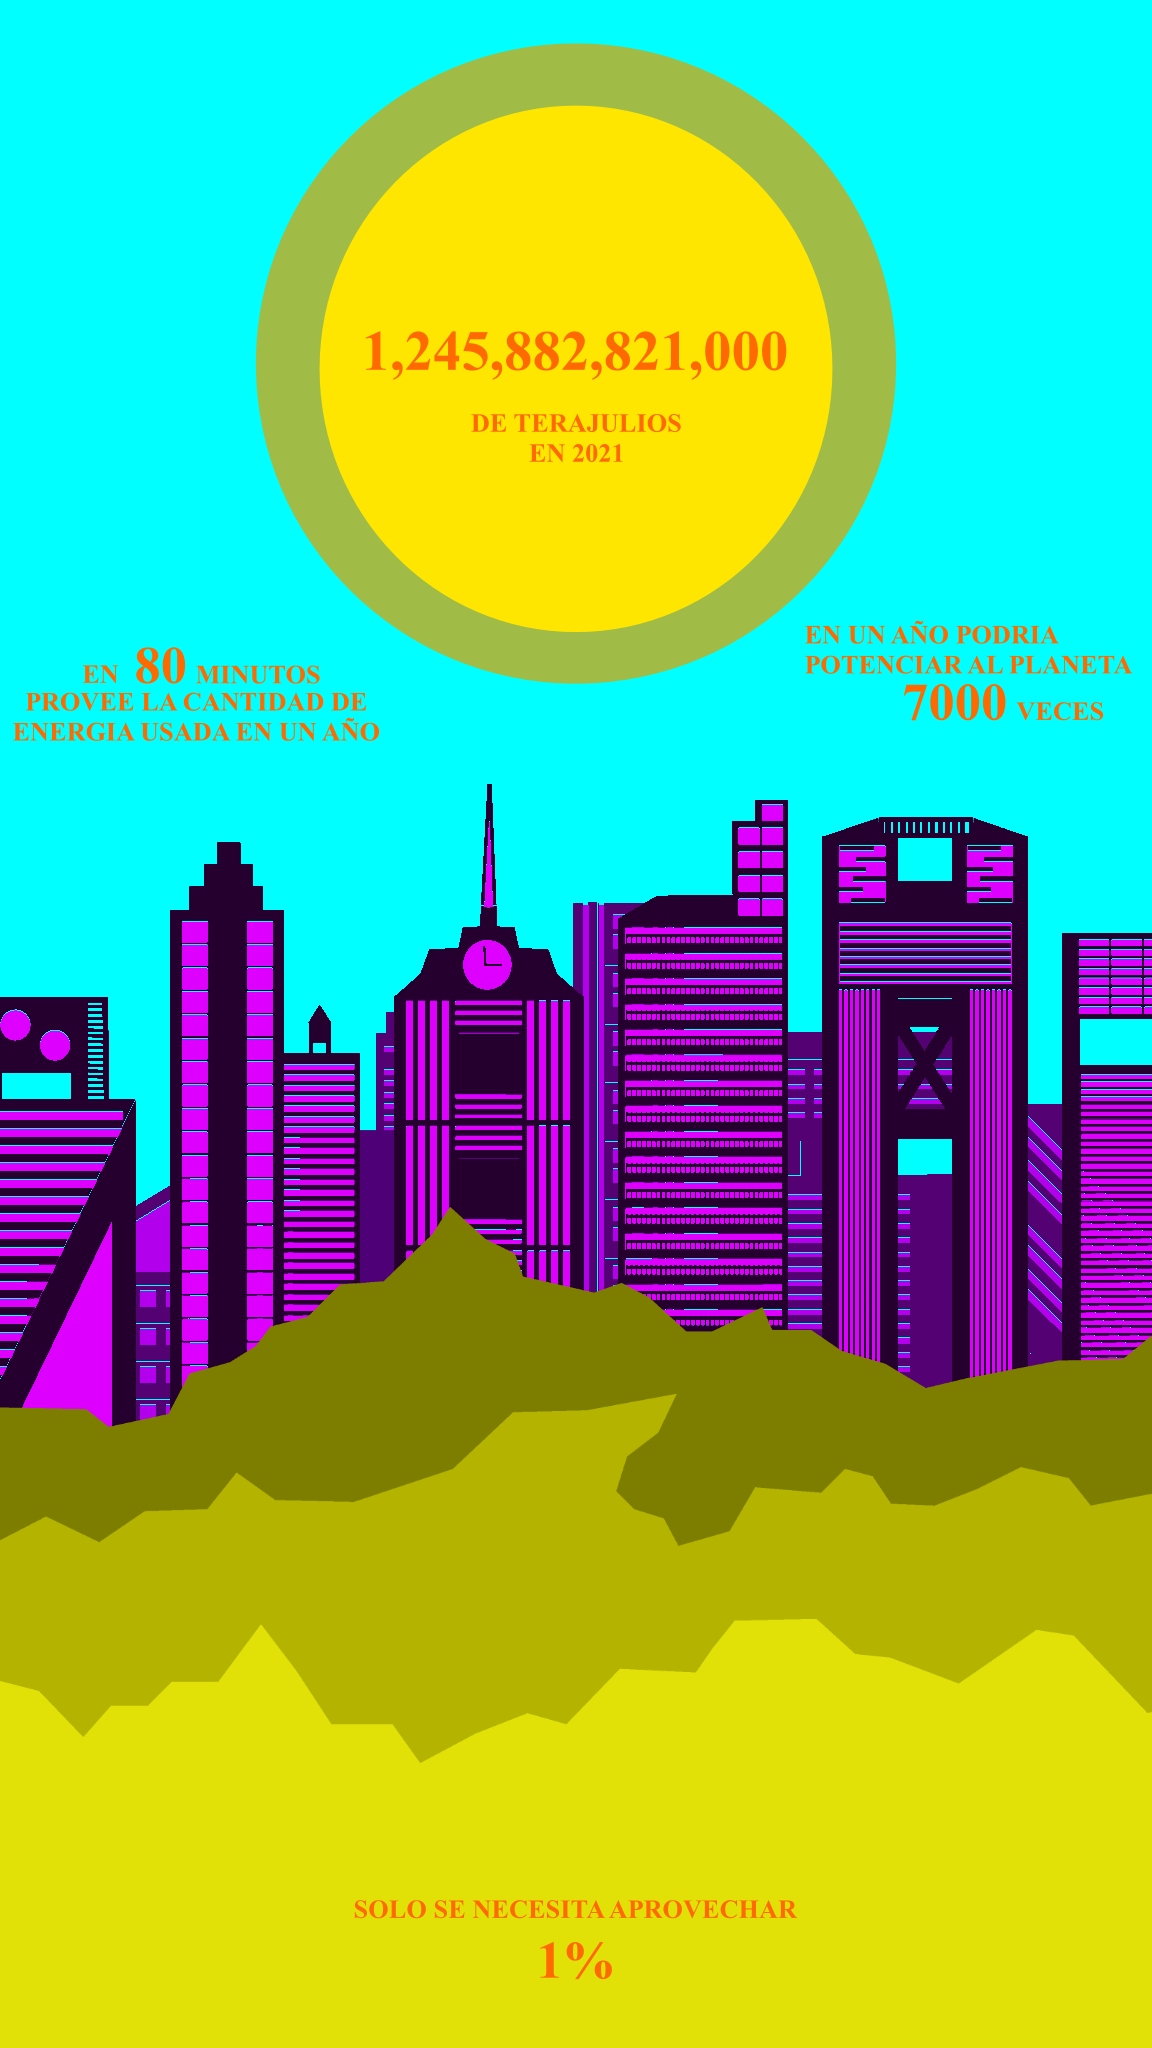 1,245,882,821,000
DE TERAJULIOS
EN 2021
EN 80 MINUTOS
PROVEE LA CANTIDAD DE
ENERGIA USADA EN UN AÑO
EN UN AÑO PODRIA
POTENCIAR AL PLANETA
7000 VECES
SOLO SE NECESITA APROVECHAR
1%